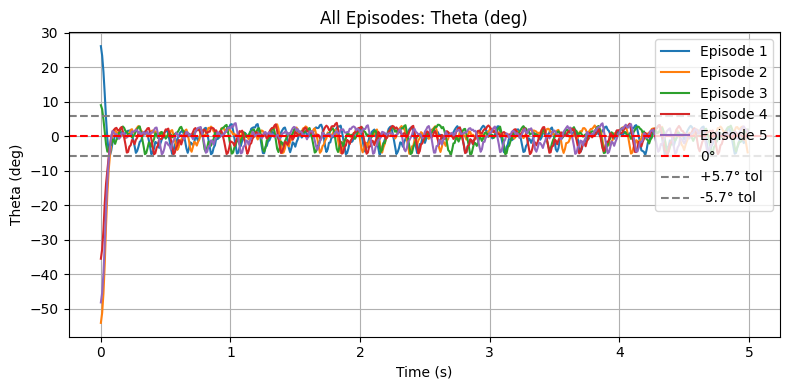 All Episodes: Theta (deg)
30
20
10
0
−10
−20
−30
−40
−50
Theta (deg)
0
1
2
3
4
5
Time (s)
Episode 1
Episode 2
Episode 3
Episode 4
Episode 5
0°
+5.7° tol
-5.7° tol